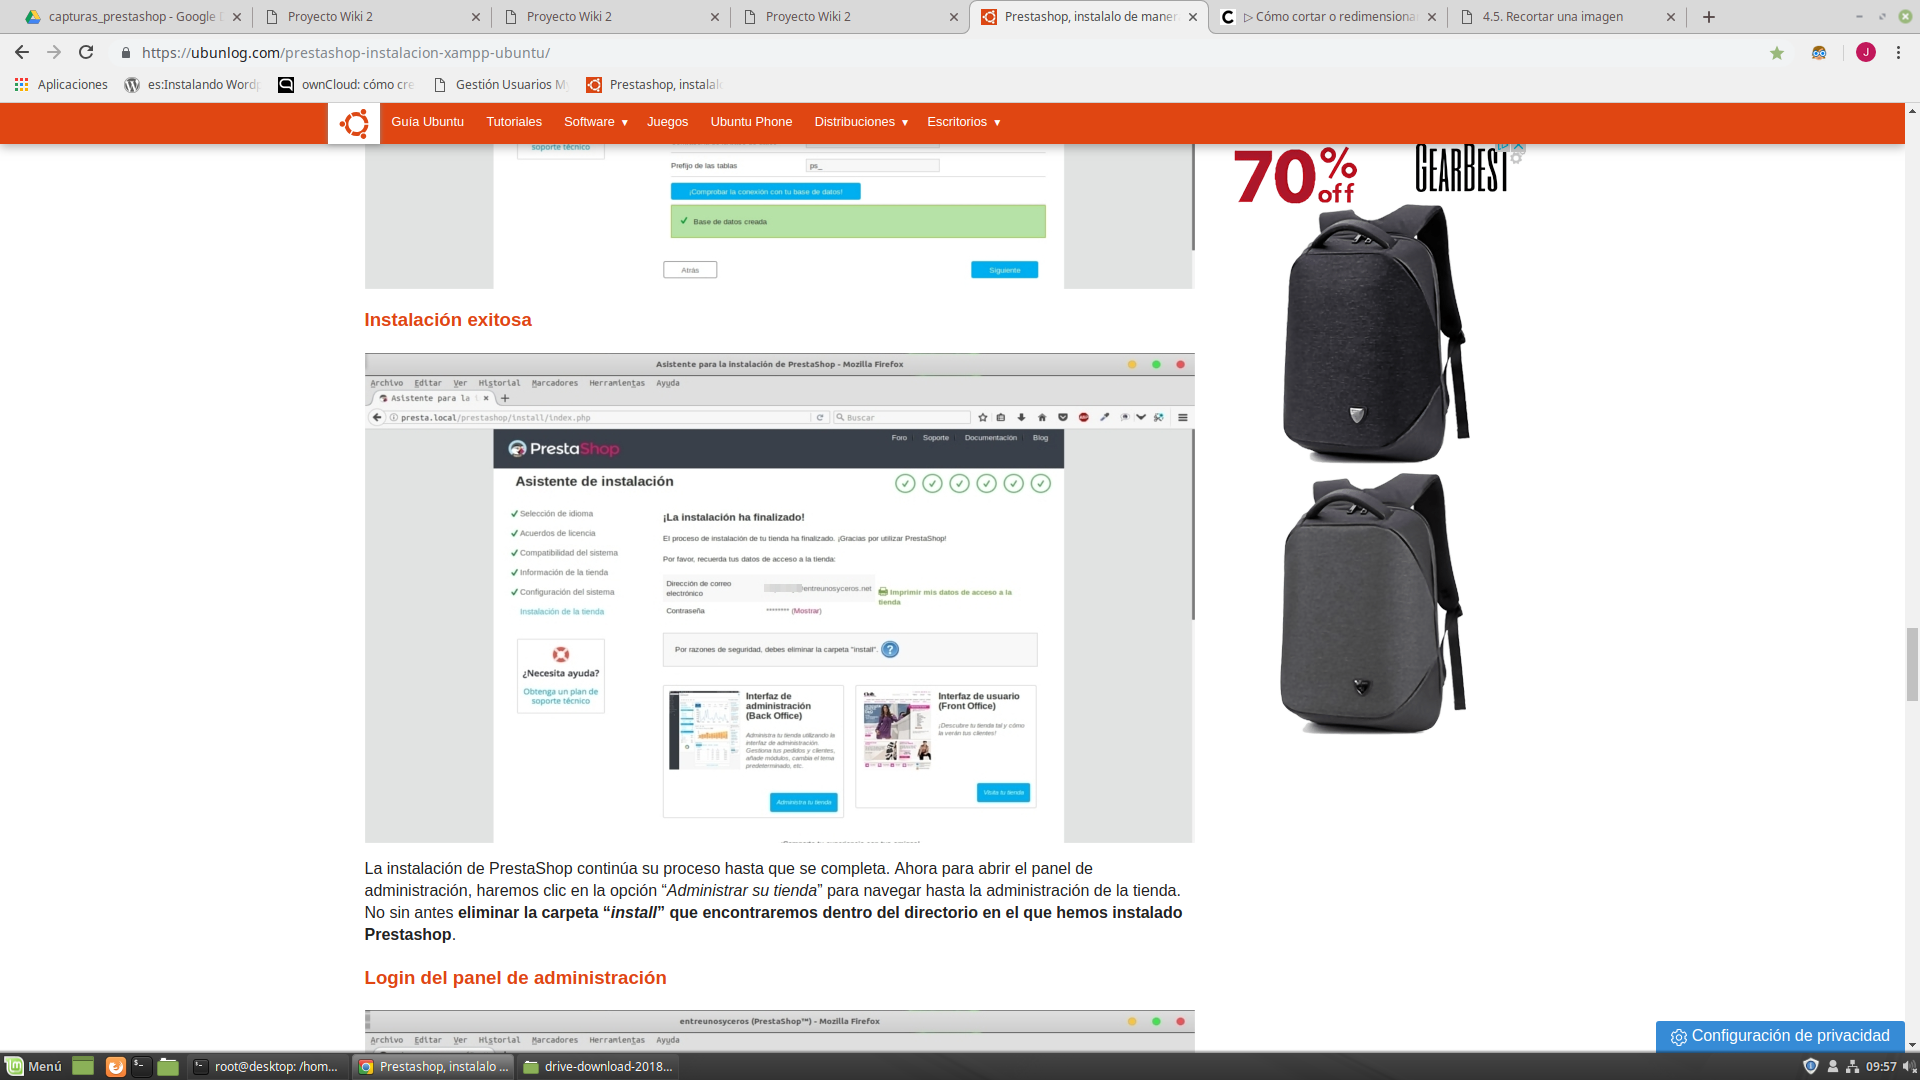 capturas_prestashop - Google
Proyecto Wiki 2
Proyecto Wiki 2
Proyecto Wiki 2
Prestashop, instalalo de maner
▷ Cómo cortar o redimensiona
4.5. Recortar una imagen
https://ubunlog.com/prestashop-instalacion-xampp-ubuntu/
J
Aplicaciones
es:Instalando Word
ownCloud: cómo cre
Gestión Usuarios My
Prestashop, instalal
Guía Ubuntu
Tutoriales
Software ▼
Juegos
Ubuntu Phone
Distribuciones ▼
Escritorios ▼
soporte técnico
Prefijo de las tablas
ps_
¡Comprobar la conexión con tu base de datos!
Base de datos creada
Atrás
Siguiente
70% off
GEARBEST
Instalación exitosa
Asistente para la instalación de PrestaShop - Mozilla Firefox
Archivo Editar Ver Historial Marcadores Herramientas Ayuda
Asistente para la i
presta.local/prestashop/install/index.php
Buscar
PrestaShop
Foro
Soporte
Documentación
Blog
Asistente de instalación
Selección de idioma
Acuerdos de licencia
Compatibilidad del sistema
Información de la tienda
Configuración del sistema
Instalación de la tienda
¿Necesita ayuda?
Obtenga un plan de
soporte técnico
¡La instalación ha finalizado!
El proceso de instalación de tu tienda ha finalizado. ¡Gracias por utilizar PrestaShop!
Por favor, recuerda tus datos de acceso a la tienda:
Dirección de correo
electrónico
entreunosyceros.net
Imprimir mis datos de acceso a la
tienda
Contraseña
******** (Mostrar)
Por razones de seguridad, debes eliminar la carpeta "install".
?
Interfaz de
administración
(Back Office)
Administra tu tienda utilizando la
interfaz de administración.
Gestiona tus pedidos y clientes,
añade módulos, cambia el tema
predeterminado, etc.
Administra tu tienda
Interfaz de usuario
(Front Office)
¡Descubre tu tienda tal y cómo
la verán tus clientes!
Visita tu tienda
La instalación de PrestaShop continúa su proceso hasta que se completa. Ahora para abrir el panel de
administración, haremos clic en la opción “Administrar su tienda” para navegar hasta la administración de la tienda.
No sin antes eliminar la carpeta “install” que encontraremos dentro del directorio en el que hemos instalado
Prestashop.
Login del panel de administración
entreunosyceros (PrestaShop™) - Mozilla Firefox
Archivo Editar Ver Historial Marcadores Herramientas Ayuda
Configuración de privacidad
Menú
root@desktop: /hom...
Prestashop, instalalo ...
drive-download-2018...
09:57